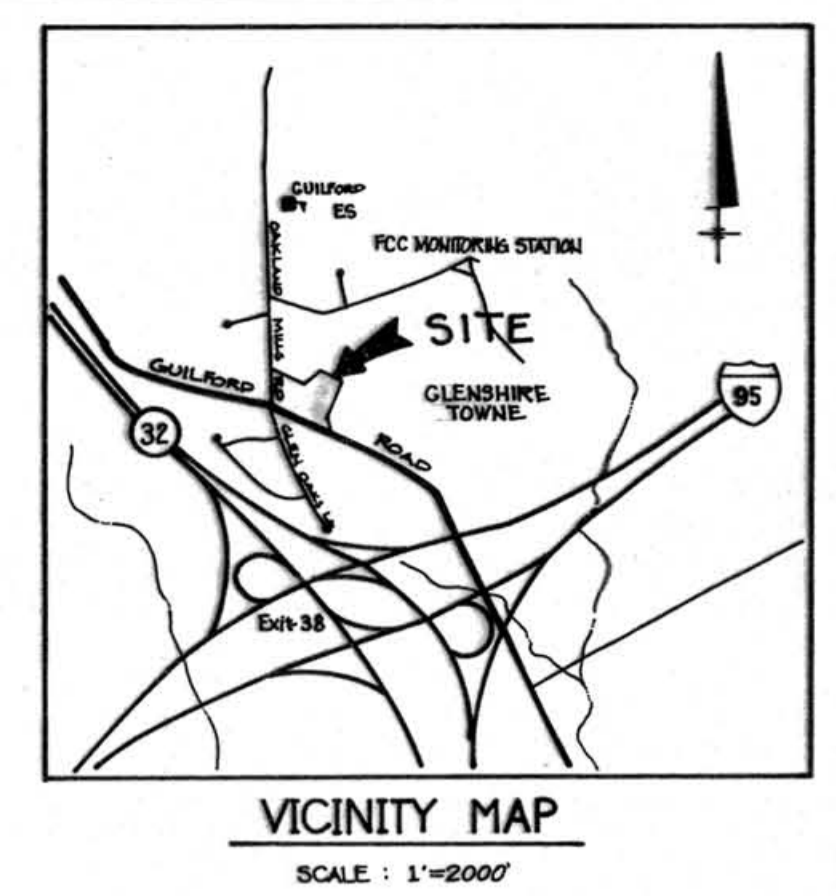 GUILFORD
ES
OAKLAND MILLS RD
FCC MONITORING STATION
SITE
GUILFORD ROAD
GLENSHIRE
TOWNE
95
32
GLEN OAKS LA
Exit-38
VICINITY MAP
SCALE : 1"=2000'